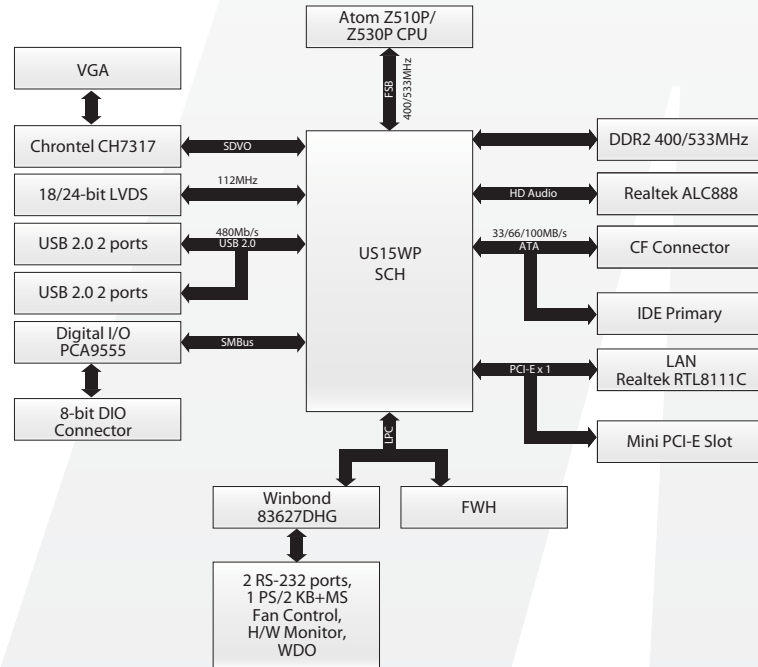 Atom Z510P/
Z530P CPU
FSB
400/533MHz
VGA
Chrontel CH7317
SDVO
18/24-bit LVDS
112MHz
USB 2.0 2 ports
480Mb/s
USB 2.0
USB 2.0 2 ports
Digital I/O
PCA9555
SMBus
8-bit DIO
Connector
US15WP
SCH
DDR2 400/533MHz
HD Audio
Realtek ALC888
33/66/100MB/s
ATA
CF Connector
IDE Primary
PCI-E x 1
LAN
Realtek RTL8111C
Mini PCI-E Slot
LPC
Winbond
83627DHG
FWH
2 RS-232 ports,
1 PS/2 KB+MS
Fan Control,
H/W Monitor,
WDO